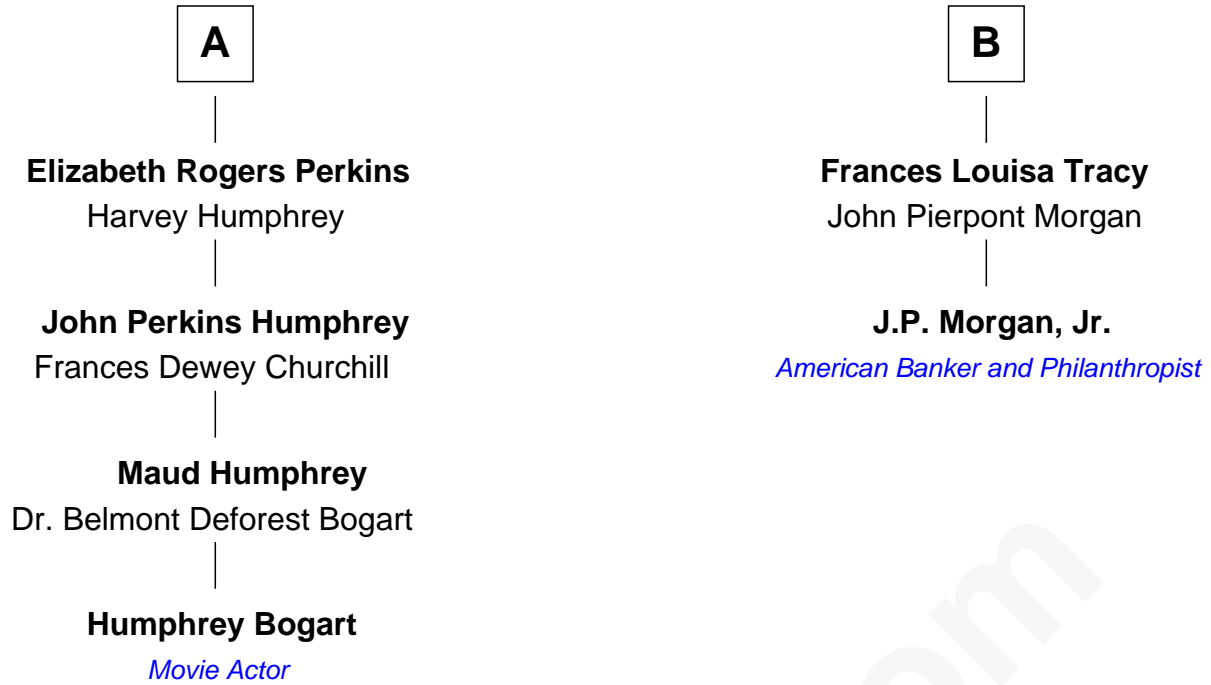 A
Elizabeth Rogers Perkins
Harvey Humphrey
John Perkins Humphrey
Frances Dewey Churchill
Maud Humphrey
Dr. Belmont Deforest Bogart
Humphrey Bogart
Movie Actor
B
Frances Louisa Tracy
John Pierpont Morgan
J.P. Morgan, Jr.
American Banker and Philanthropist
om